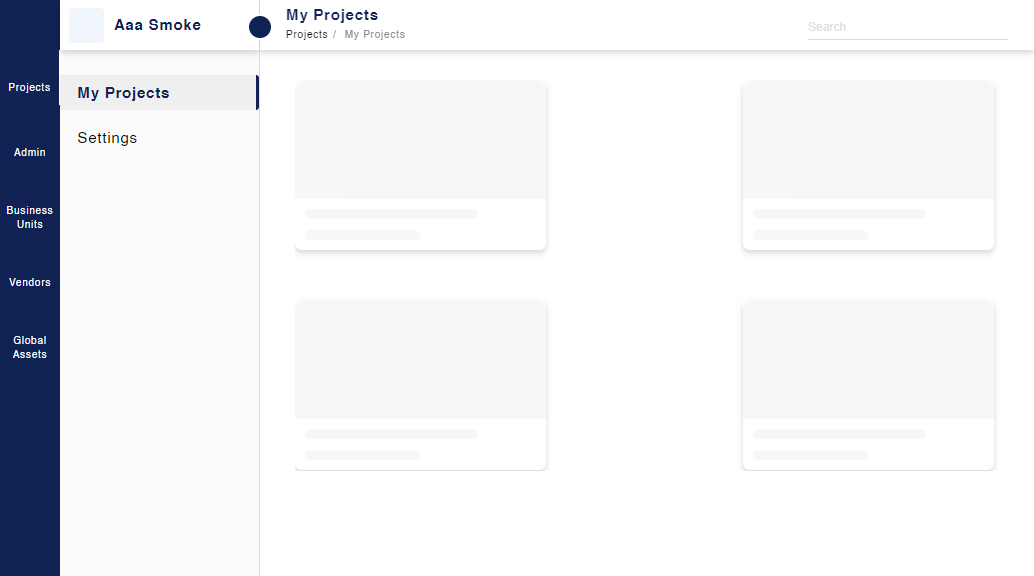 Aaa Smoke
My Projects
Projects / My Projects
Search
Projects
Admin
Business
Units
Vendors
Global
Assets
My Projects
Settings